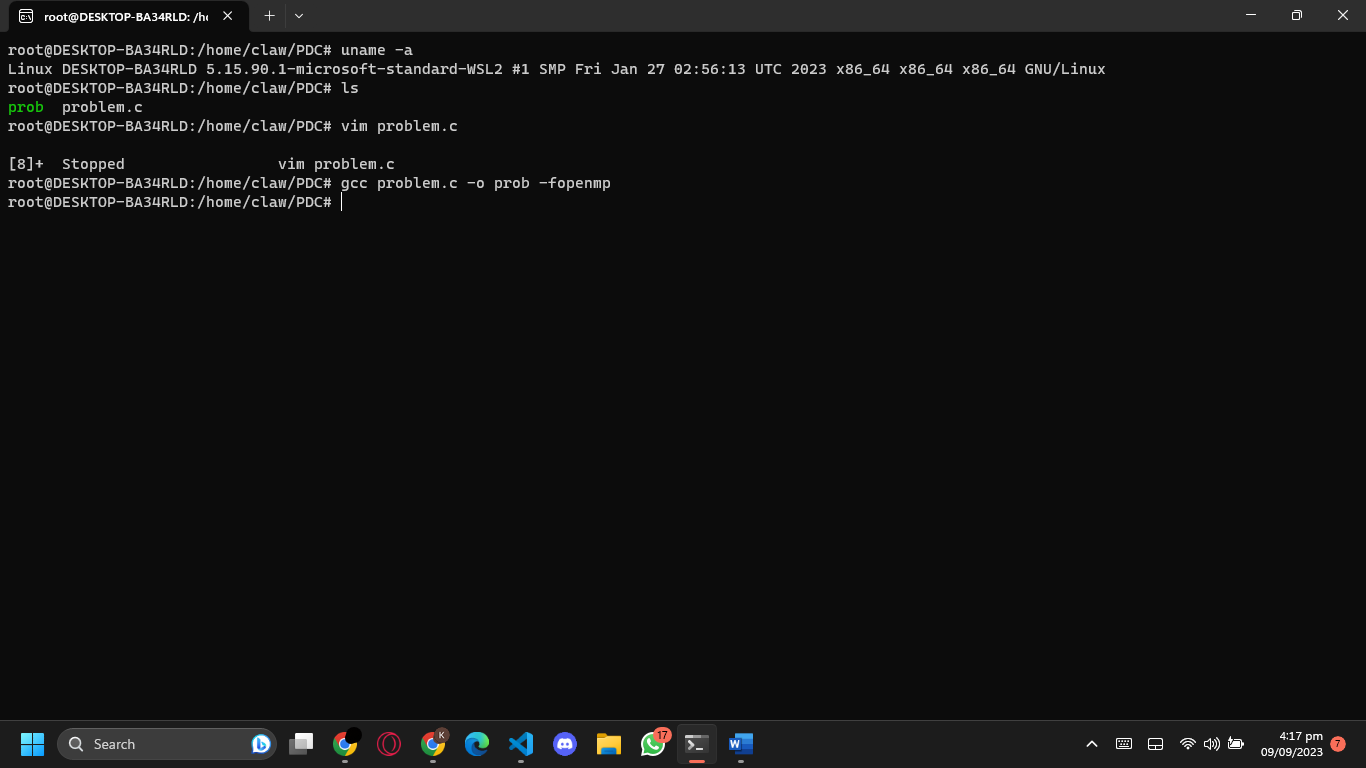 root@DESKTOP-BA34RLD: /h
root@DESKTOP-BA34RLD:/home/claw/PDC# uname -a
Linux DESKTOP-BA34RLD 5.15.90.1-microsoft-standard-WSL2 #1 SMP Fri Jan 27 02:56:13 UTC 2023 x86_64 x86_64 x86_64 GNU/Linux
root@DESKTOP-BA34RLD:/home/claw/PDC# ls
prob  problem.c
root@DESKTOP-BA34RLD:/home/claw/PDC# vim problem.c
[8]+  Stopped                 vim problem.c
root@DESKTOP-BA34RLD:/home/claw/PDC# gcc problem.c -o prob -fopenmp
root@DESKTOP-BA34RLD:/home/claw/PDC#
Search
K
17
W
4:17 pm
09/09/2023
7